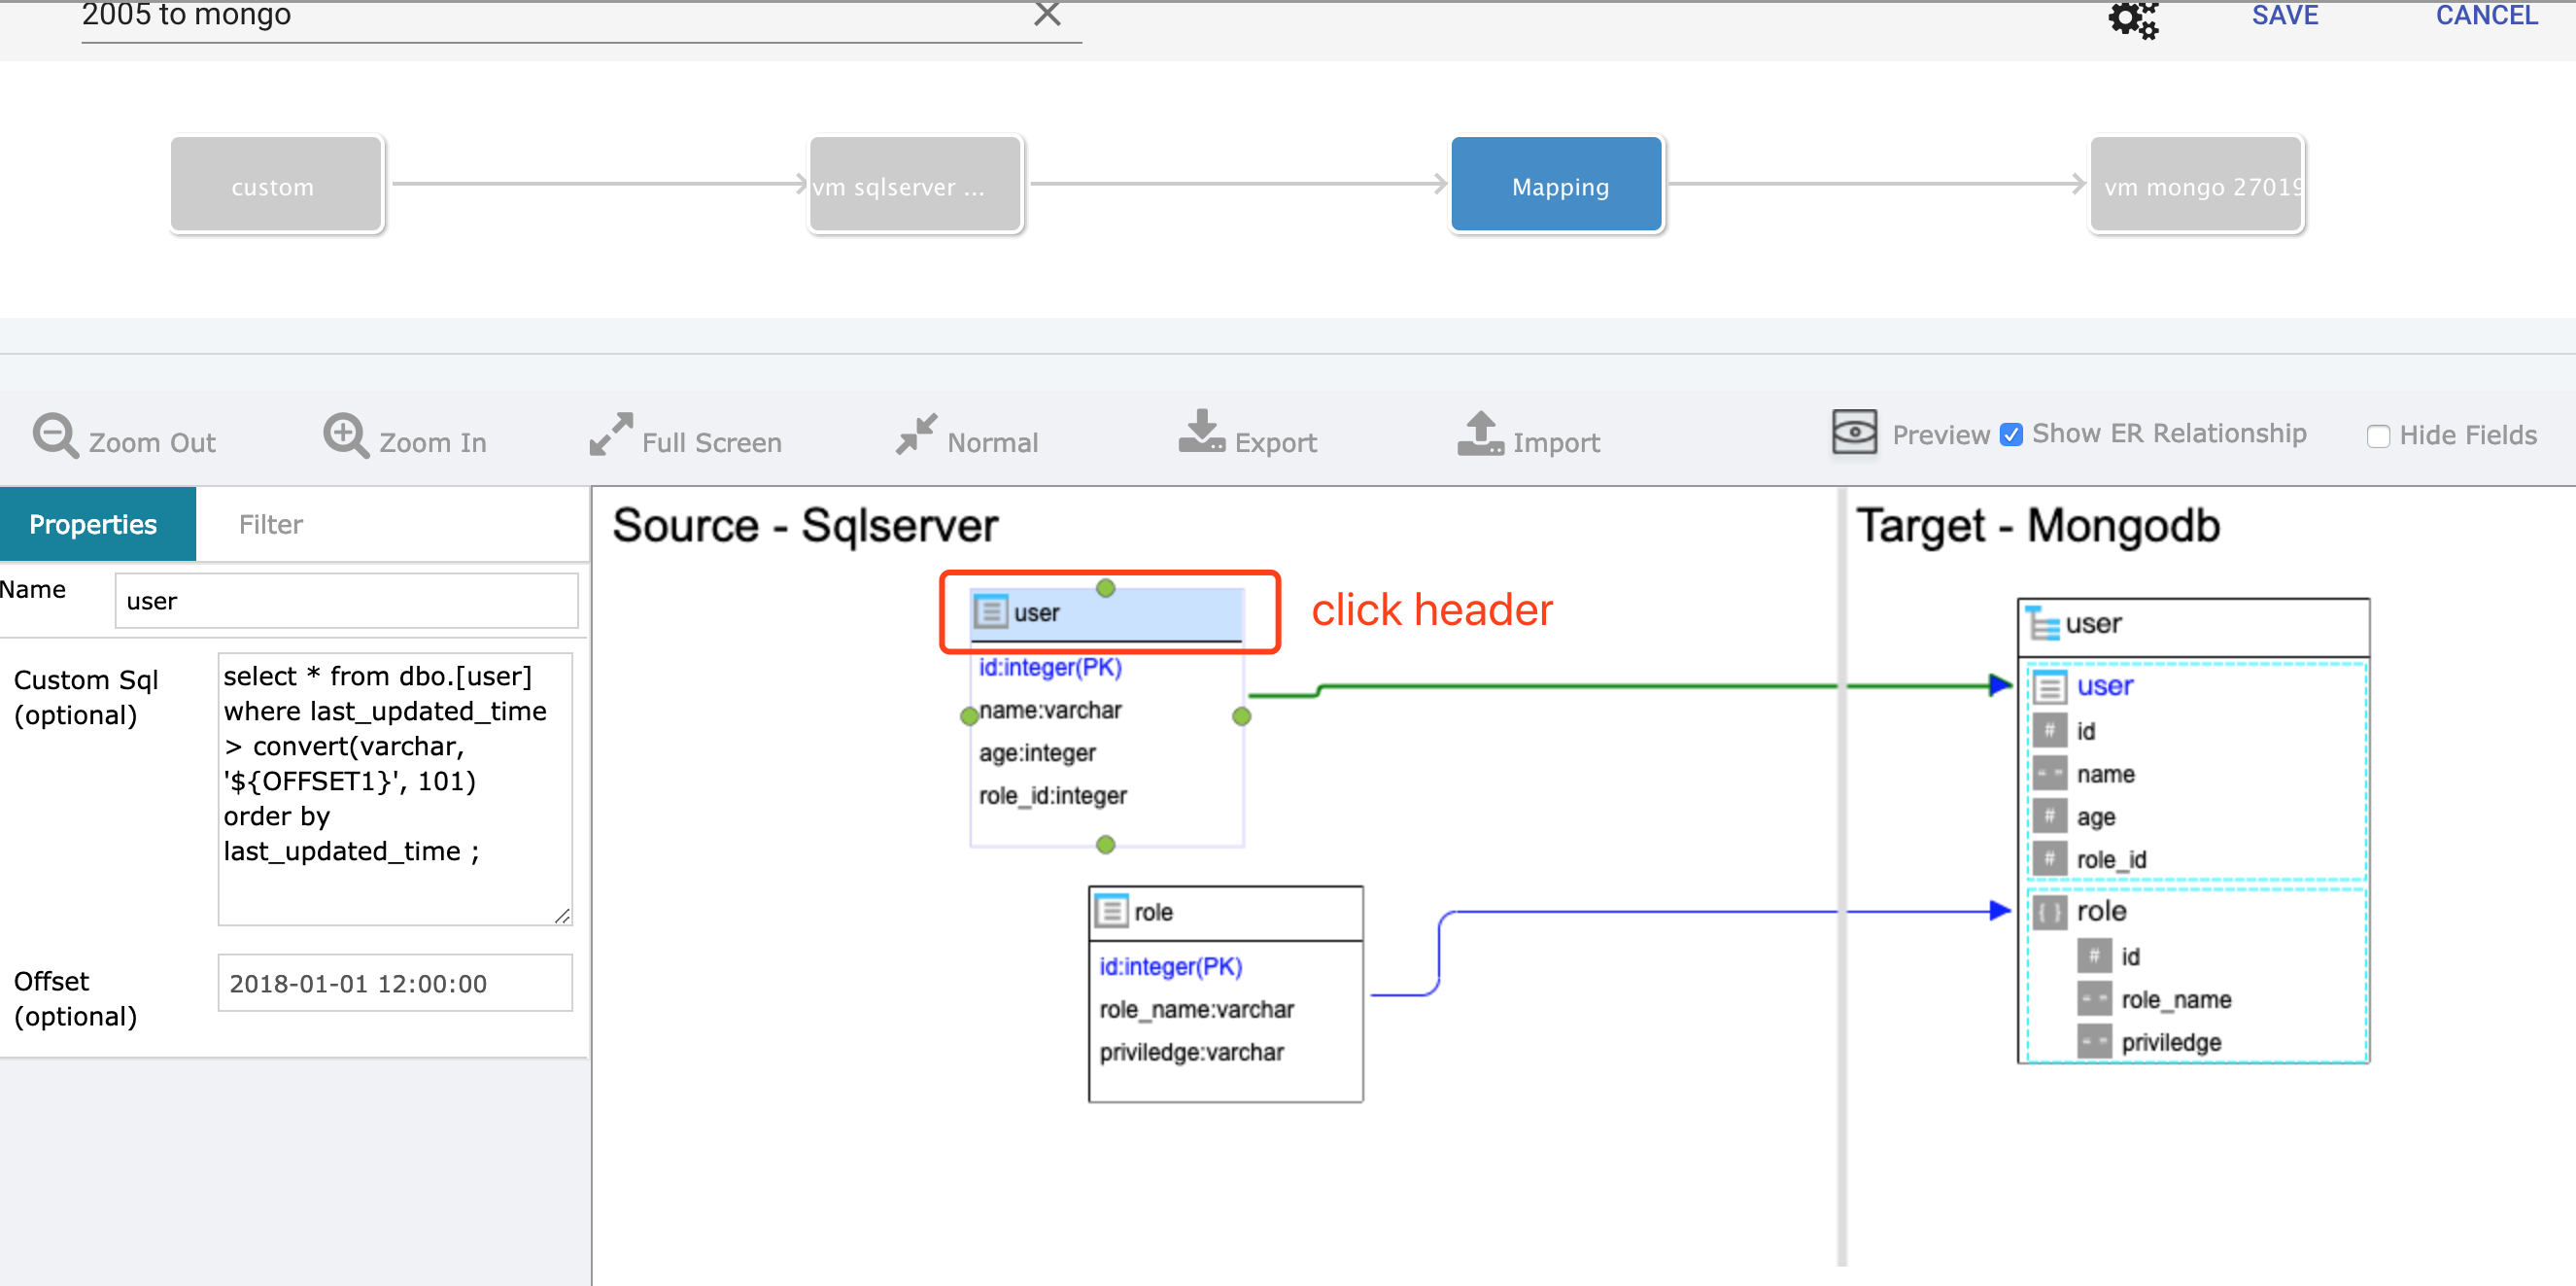 2005 to mongo
SAVE
CANCEL
custom
vm sqlserver ...
Mapping
vm mongo 27019
Zoom Out
Zoom In
Full Screen
Normal
Export
Import
Preview
Show ER Relationship
Hide Fields
Properties
Filter
Name
user
Custom Sql
(optional)
select * from dbo.[user]
where last_updated_time
> convert(varchar,
'${OFFSET1}', 101)
order by
last_updated_time ;
Offset
(optional)
2018-01-01 12:00:00
Source - Sqlserver
user
click header
id:integer(PK)
name:varchar
age:integer
role_id:integer
role
id:integer(PK)
role_name:varchar
priviledge:varchar
Target - Mongodb
user
user
# id
" " name
# age
# role_id
{ } role
# id
" " role_name
" " priviledge